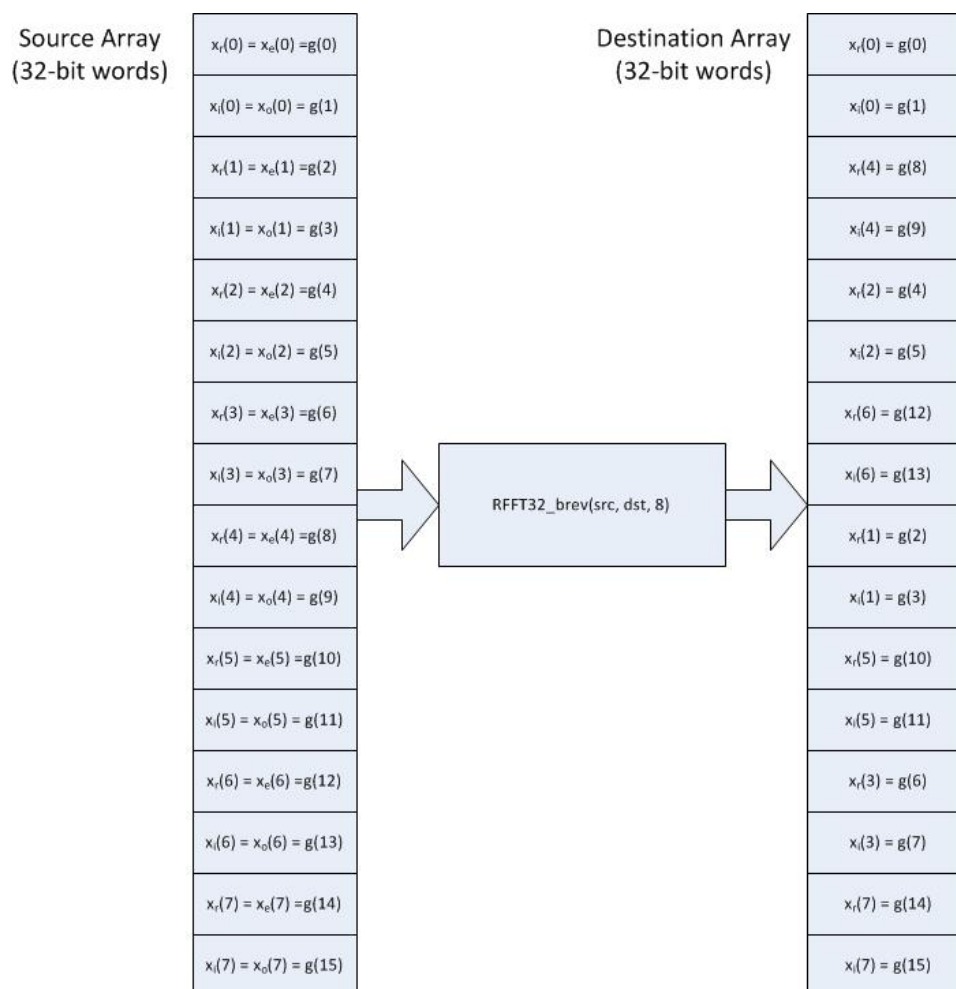 Source Array
(32-bit words)
xᵣ(0) = xₑ(0) =g(0)
xᵢ(0) = xₒ(0) = g(1)
xᵣ(1) = xₑ(1) =g(2)
xᵢ(1) = xₒ(1) = g(3)
xᵣ(2) = xₑ(2) =g(4)
xᵢ(2) = xₒ(2) = g(5)
xᵣ(3) = xₑ(3) =g(6)
xᵢ(3) = xₒ(3) = g(7)
xᵣ(4) = xₑ(4) =g(8)
xᵢ(4) = xₒ(4) = g(9)
xᵣ(5) = xₑ(5) =g(10)
xᵢ(5) = xₒ(5) = g(11)
xᵣ(6) = xₑ(6) =g(12)
xᵢ(6) = xₒ(6) = g(13)
xᵣ(7) = xₑ(7) =g(14)
xᵢ(7) = xₒ(7) = g(15)
RFFT32_brev(src, dst, 8)
Destination Array
(32-bit words)
xᵣ(0) = g(0)
xᵢ(0) = g(1)
xᵣ(4) = g(8)
xᵢ(4) = g(9)
xᵣ(2) = g(4)
xᵢ(2) = g(5)
xᵣ(6) = g(12)
xᵢ(6) = g(13)
xᵣ(1) = g(2)
xᵢ(1) = g(3)
xᵣ(5) = g(10)
xᵢ(5) = g(11)
xᵣ(3) = g(6)
xᵢ(3) = g(7)
xᵣ(7) = g(14)
xᵢ(7) = g(15)